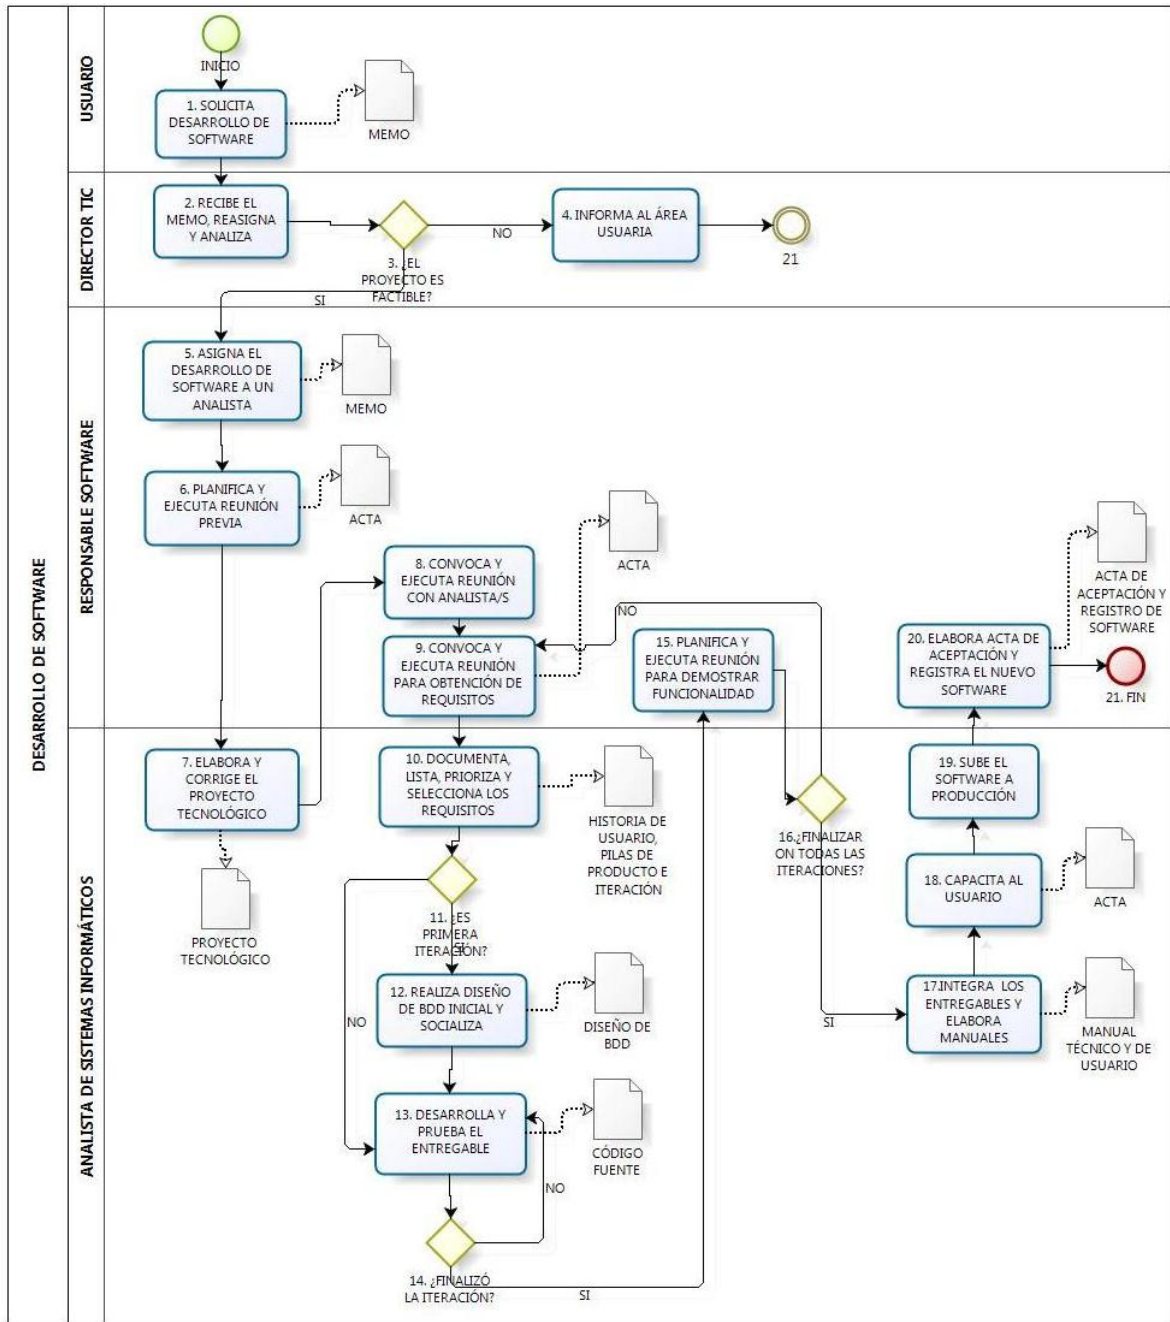 DESARROLLO DE SOFTWARE
USUARIO
INICIO
1. SOLICITA
DESARROLLO DE
SOFTWARE
MEMO
DIRECTOR TIC
2. RECIBE EL
MEMO, REASIGNA
Y ANALIZA
3. ¿EL
PROYECTO ES
FACTIBLE?
NO
SI
4. INFORMA AL ÁREA
USUARIA
21
RESPONSABLE SOFTWARE
5. ASIGNA EL
DESARROLLO DE
SOFTWARE A UN
ANALISTA
MEMO
6. PLANIFICA Y
EJECUTA REUNIÓN
PREVIA
ACTA
8. CONVOCA Y
EJECUTA REUNIÓN
CON ANALISTA/S
9. CONVOCA Y
EJECUTA REUNIÓN
PARA OBTENCIÓN DE
REQUISITOS
ACTA
NO
15. PLANIFICA Y
EJECUTA REUNIÓN
PARA DEMOSTRAR
FUNCIONALIDAD
20. ELABORA ACTA DE
ACEPTACIÓN Y
REGISTRA EL NUEVO
SOFTWARE
ACTA DE
ACEPTACIÓN Y
REGISTRO DE
SOFTWARE
21. FIN
ANALISTA DE SISTEMAS INFORMÁTICOS
7. ELABORA Y
CORRIGE EL
PROYECTO
TECNOLÓGICO
PROYECTO
TECNOLÓGICO
10. DOCUMENTA,
LISTA, PRIORIZA Y
SELECCIONA LOS
REQUISITOS
HISTORIA DE
USUARIO,
PILAS DE
PRODUCTO E
ITERACIÓN
11. ¿ES
PRIMERA
ITERACIÓN?
SI
NO
12. REALIZA DISEÑO
DE BDD INICIAL Y
SOCIALIZA
DISEÑO DE
BDD
13. DESARROLLA Y
PRUEBA EL
ENTREGABLE
CÓDIGO
FUENTE
NO
14. ¿FINALIZÓ
LA ITERACIÓN?
SI
16.¿FINALIZAR
ON TODAS LAS
ITERACIONES?
SI
19. SUBE EL
SOFTWARE A
PRODUCCIÓN
18. CAPACITA AL
USUARIO
ACTA
17.INTEGRA LOS
ENTREGABLES Y
ELABORA
MANUALES
MANUAL
TÉCNICO Y DE
USUARIO